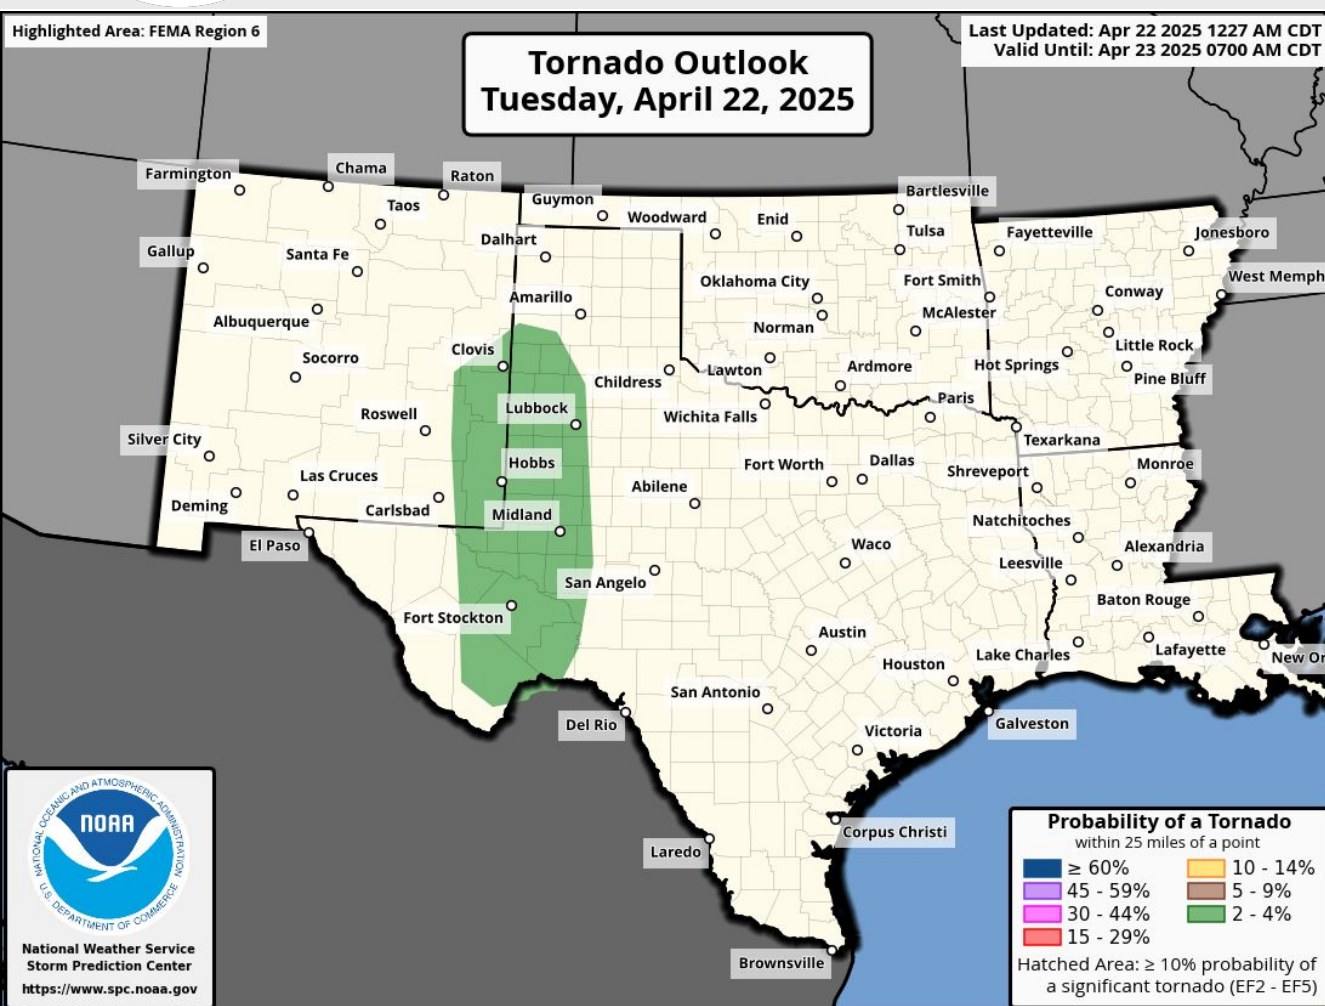 Highlighted Area: FEMA Region 6
Last Updated: Apr 22 2025 1227 AM CDT
Valid Until: Apr 23 2025 0700 AM CDT
Tornado Outlook
Tuesday, April 22, 2025
Farmington
Chama
Raton
Taos
Guymon
Woodward
Enid
Bartlesville
Tulsa
Fayetteville
Jonesboro
Gallup
Santa Fe
Dalhart
Oklahoma City
Fort Smith
West Memph
Albuquerque
Amarillo
Norman
McAlester
Conway
Little Rock
Socorro
Clovis
Childress
Lawton
Ardmore
Hot Springs
Pine Bluff
Roswell
Lubbock
Wichita Falls
Paris
Silver City
Texarkana
Las Cruces
Hobbs
Fort Worth
Dallas
Shreveport
Monroe
Deming
Carlsbad
Midland
Abilene
Natchitoches
El Paso
San Angelo
Waco
Leesville
Alexandria
Fort Stockton
Austin
Baton Rouge
Houston
Lake Charles
Lafayette
New Or
Del Rio
San Antonio
Victoria
Galveston
Laredo
Corpus Christi
Brownsville
NATIONAL OCEANIC AND ATMOSPHERIC ADMINISTRATION
NOAA
U.S. DEPARTMENT OF COMMERCE
National Weather Service
Storm Prediction Center
https://www.spc.noaa.gov
Probability of a Tornado
within 25 miles of a point
≥ 60%
45 - 59%
30 - 44%
15 - 29%
10 - 14%
5 - 9%
2 - 4%
Hatched Area: ≥ 10% probability of
a significant tornado (EF2 - EF5)